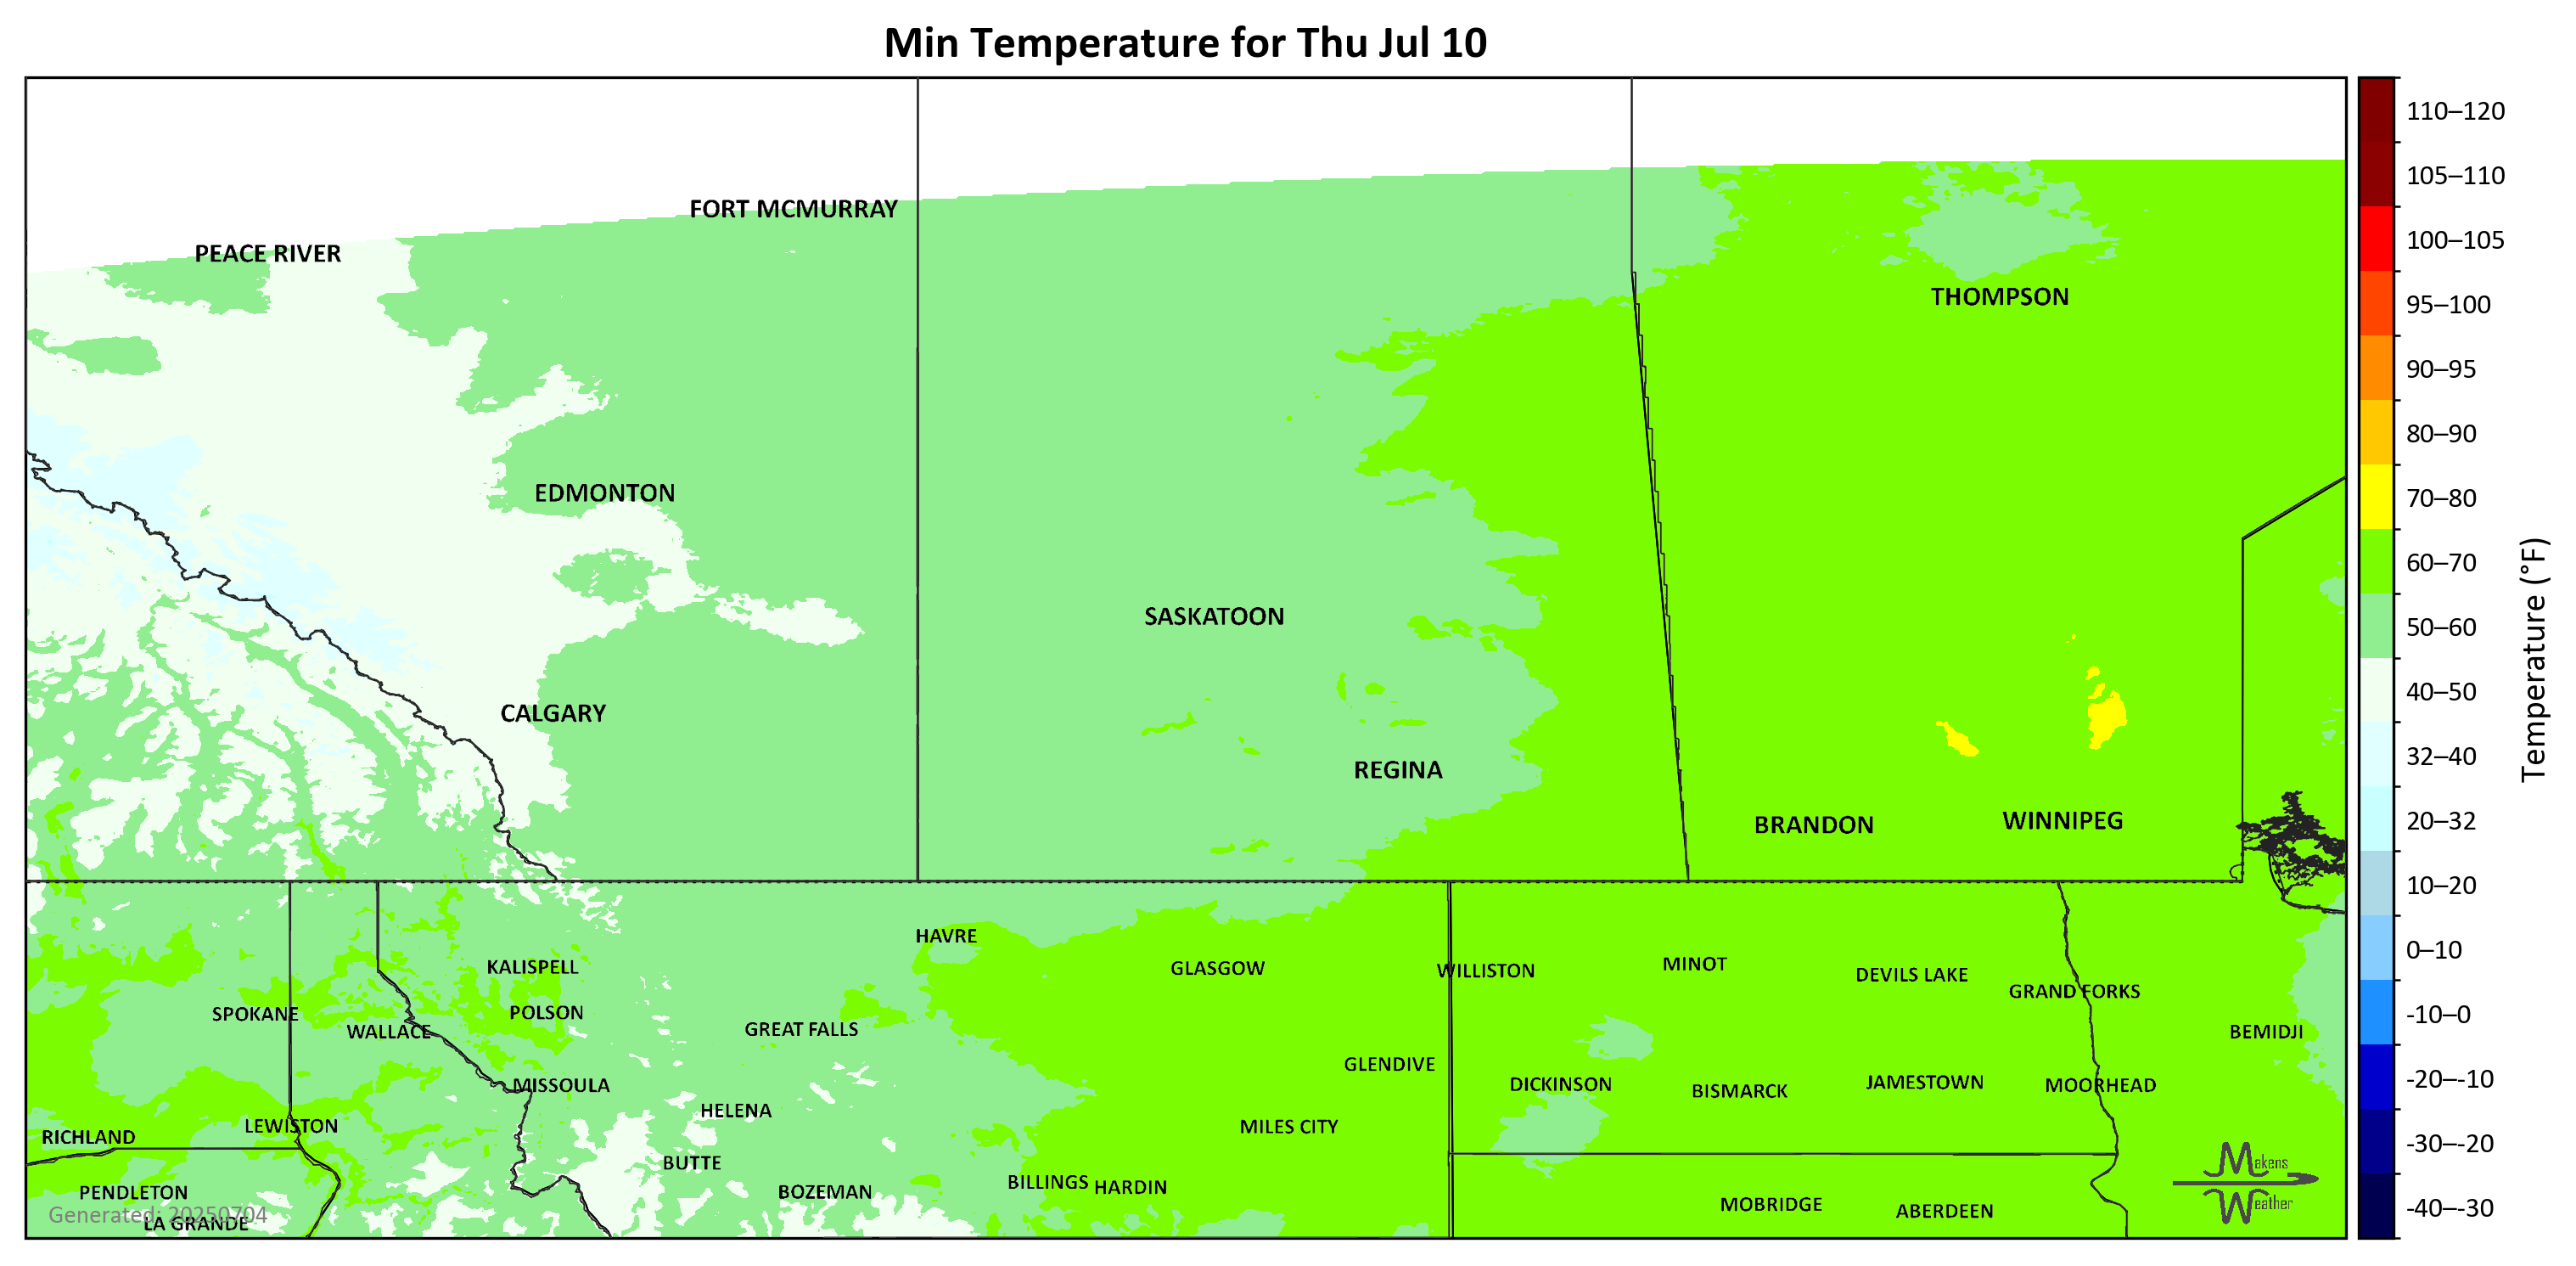 Min Temperature for Thu Jul 10
110–120
105–110
FORT MCMURRAY
100–105
PEACE RIVER
THOMPSON
95–100
90–95
80–90
EDMONTON
70–80
60–70
SASKATOON
50–60
Temperature (°F)
40–50
CALGARY
32–40
REGINA
20–32
BRANDON
WINNIPEG
10–20
HAVRE
0–10
KALISPELL
GLASGOW
WILLISTON
MINOT
DEVILS LAKE
GRAND FORKS
SPOKANE
POLSON
-10–0
WALLACE
GREAT FALLS
BEMIDJI
GLENDIVE
-20–-10
MISSOULA
DICKINSON
BISMARCK
JAMESTOWN
MOORHEAD
HELENA
LEWISTON
MILES CITY
RICHLAND
-30–-20
BUTTE
Makens
Weather
PENDLETON
BOZEMAN
BILLINGS
HARDIN
MOBRIDGE
ABERDEEN
-40–-30
Generated: 20250704
LA GRANDE